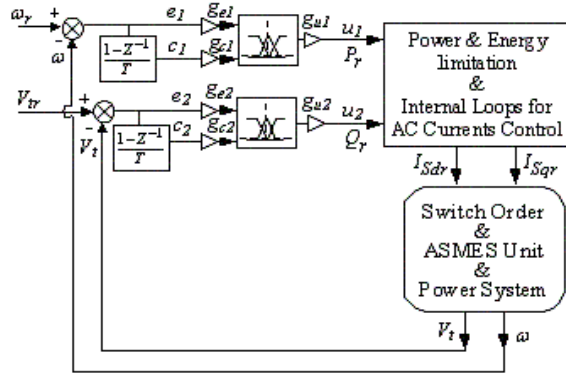 ω_r + e_1 g_e1 g_u1 u_1
- ω
1-Z^-1
T
c_1 g_c1
P_r
Power & Energy
limitation
&
Internal Loops for
AC Currents Control
V_tr + e_2 g_e2 g_u2 u_2
- V_t
1-Z^-1
T
c_2 g_c2
Q_r
I_Sdr I_Sqr
Switch Order
&
ASMES Unit
&
Power System
V_t ω